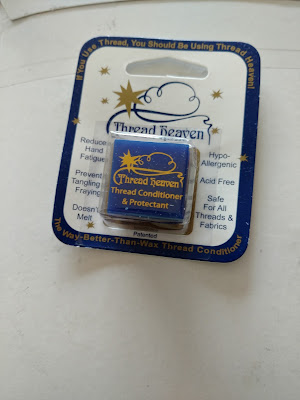 If You Use Thread, You Should Be Using Thread Heaven!
Thread Heaven
Reduces
Hand
Fatigue
Prevents
Tangling
Fraying
Doesn't
Melt
Thread Heaven
Thread Conditioner
& Protectant™
Hypo-
Allergenic
Acid Free
Safe
For All
Threads &
Fabrics
Patented
The Way-Better-Than-Wax Thread Conditioner